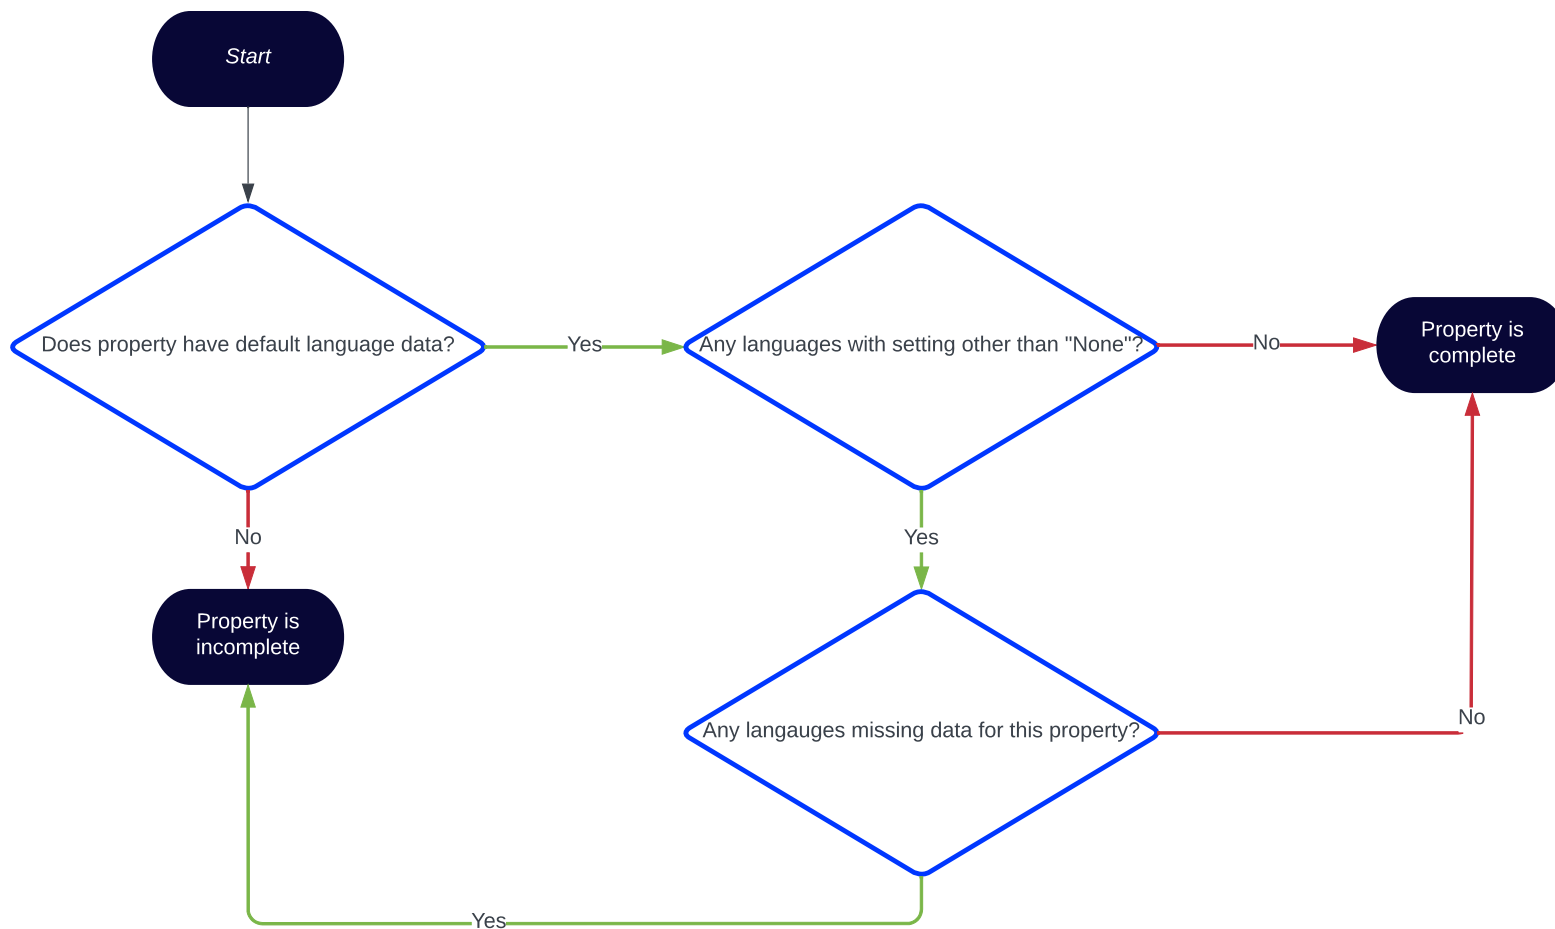 Start
Does property have default language data?
Yes
Any languages with setting other than "None"?
No
Property is
complete
No
Yes
Property is
incomplete
Any langauges missing data for this property?
No
Yes